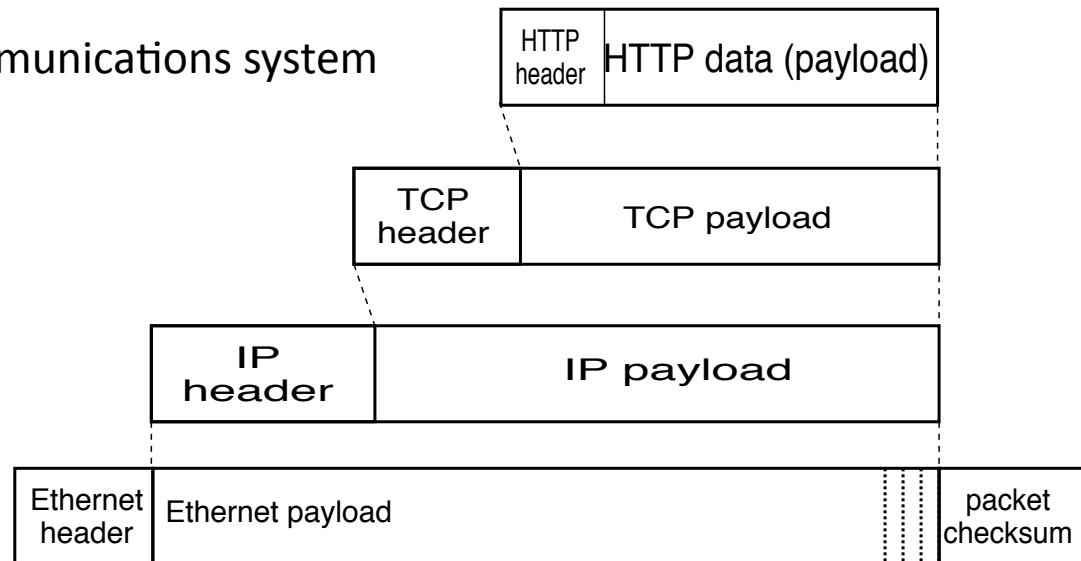 munications system
HTTP
header
HTTP data (payload)
TCP
header
TCP payload
IP
header
IP payload
Ethernet
header
Ethernet payload
packet
checksum